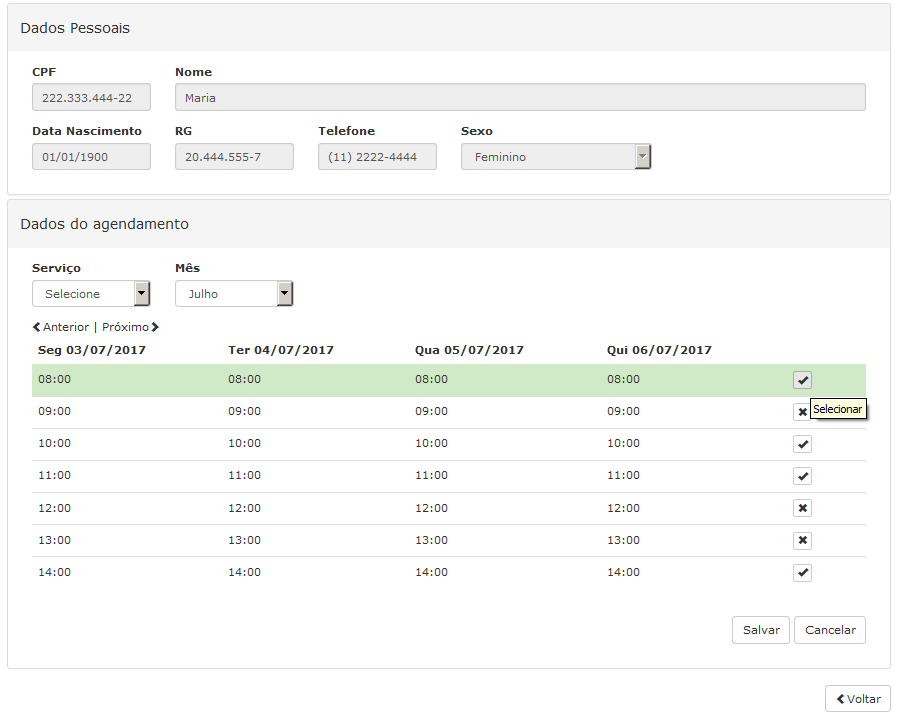 Dados Pessoais
CPF Nome
222.333.444-22 Maria
Data Nascimento RG Telefone Sexo
01/01/1900 20.444.555-7 (11) 2222-4444 Feminino
Dados do agendamento
Serviço Mês
Selecione Julho
Anterior | Próximo
Seg 03/07/2017 Ter 04/07/2017 Qua 05/07/2017 Qui 06/07/2017
08:00 08:00 08:00 08:00
Selecionar
09:00 09:00 09:00 09:00
10:00 10:00 10:00 10:00
11:00 11:00 11:00 11:00
12:00 12:00 12:00 12:00
13:00 13:00 13:00 13:00
14:00 14:00 14:00 14:00
Salvar Cancelar
Voltar